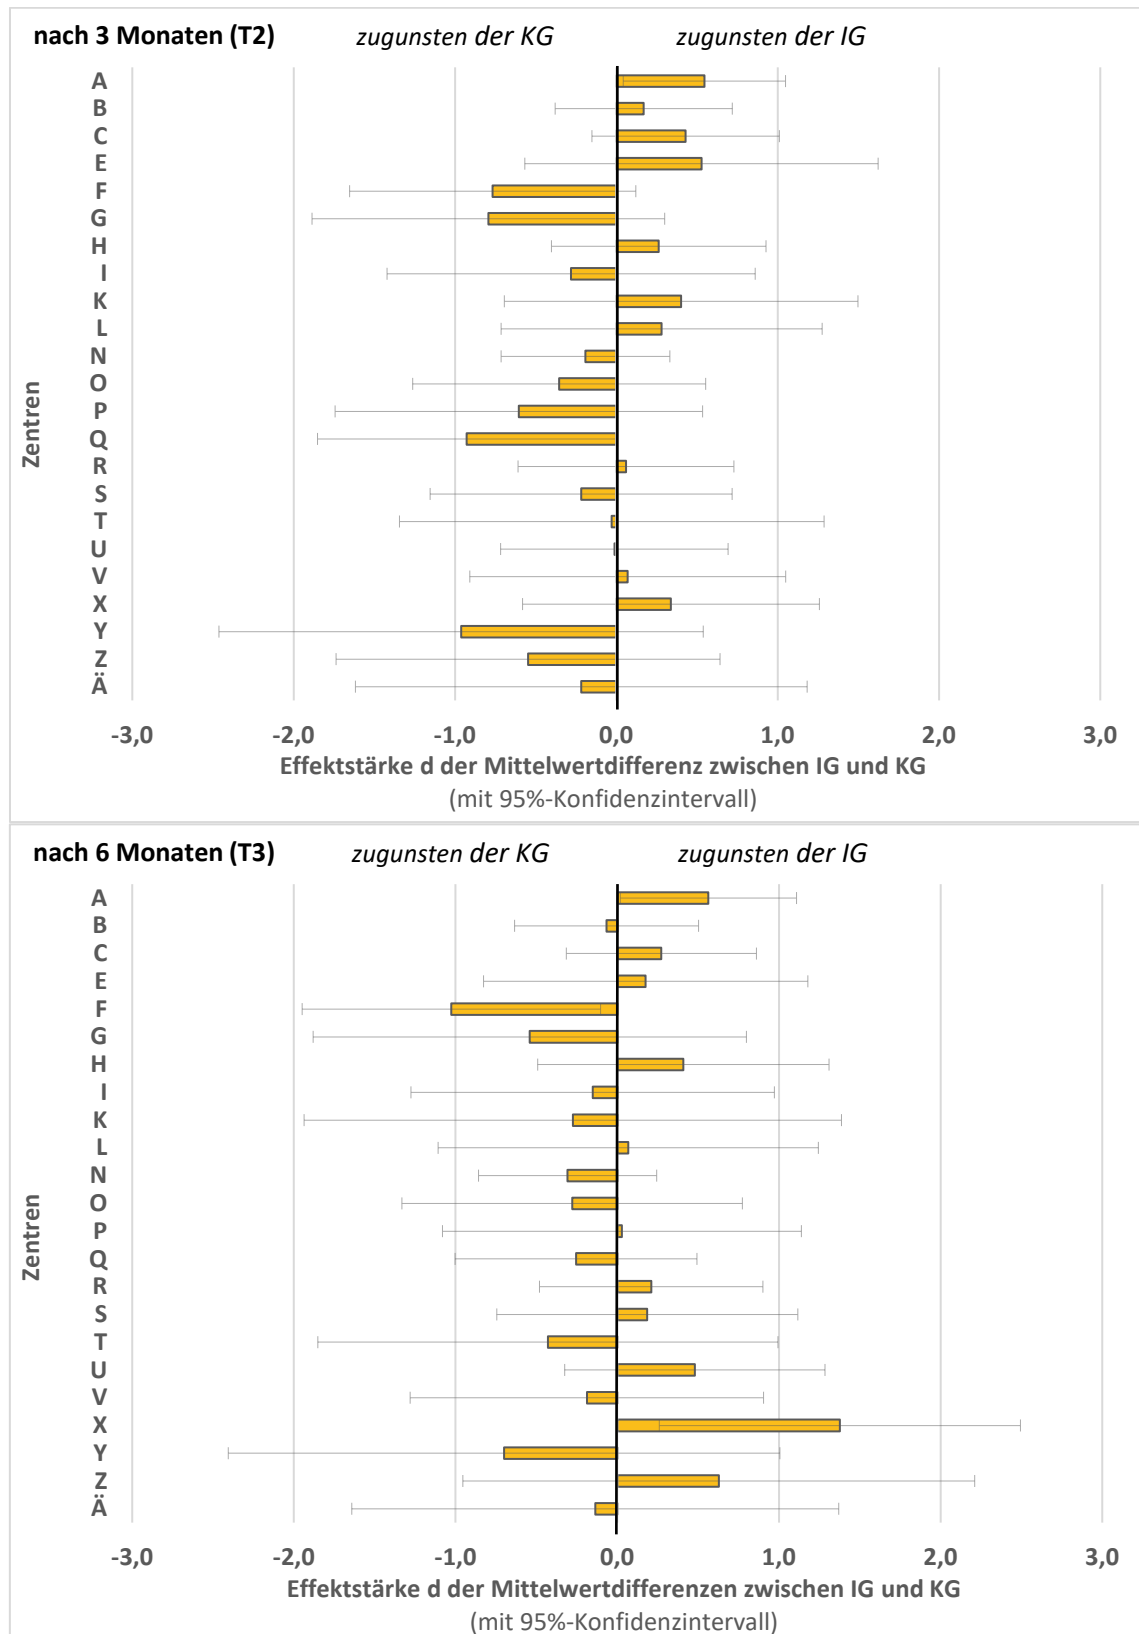 nach 3 Monaten (T2) zugunsten der KG zugunsten der IG
A
B
C
E
F
G
H
I
K
L
N
O
P
Q
R
S
T
U
V
X
Y
Z
Ä
Zentren
-3,0 -2,0 -1,0 0,0 1,0 2,0 3,0
Effektstärke d der Mittelwertdifferenz zwischen IG und KG
(mit 95%-Konfidenzintervall)
nach 6 Monaten (T3) zugunsten der KG zugunsten der IG
A
B
C
E
F
G
H
I
K
L
N
O
P
Q
R
S
T
U
V
X
Y
Z
Ä
Zentren
-3,0 -2,0 -1,0 0,0 1,0 2,0 3,0
Effektstärke d der Mittelwertdifferenzen zwischen IG und KG
(mit 95%-Konfidenzintervall)